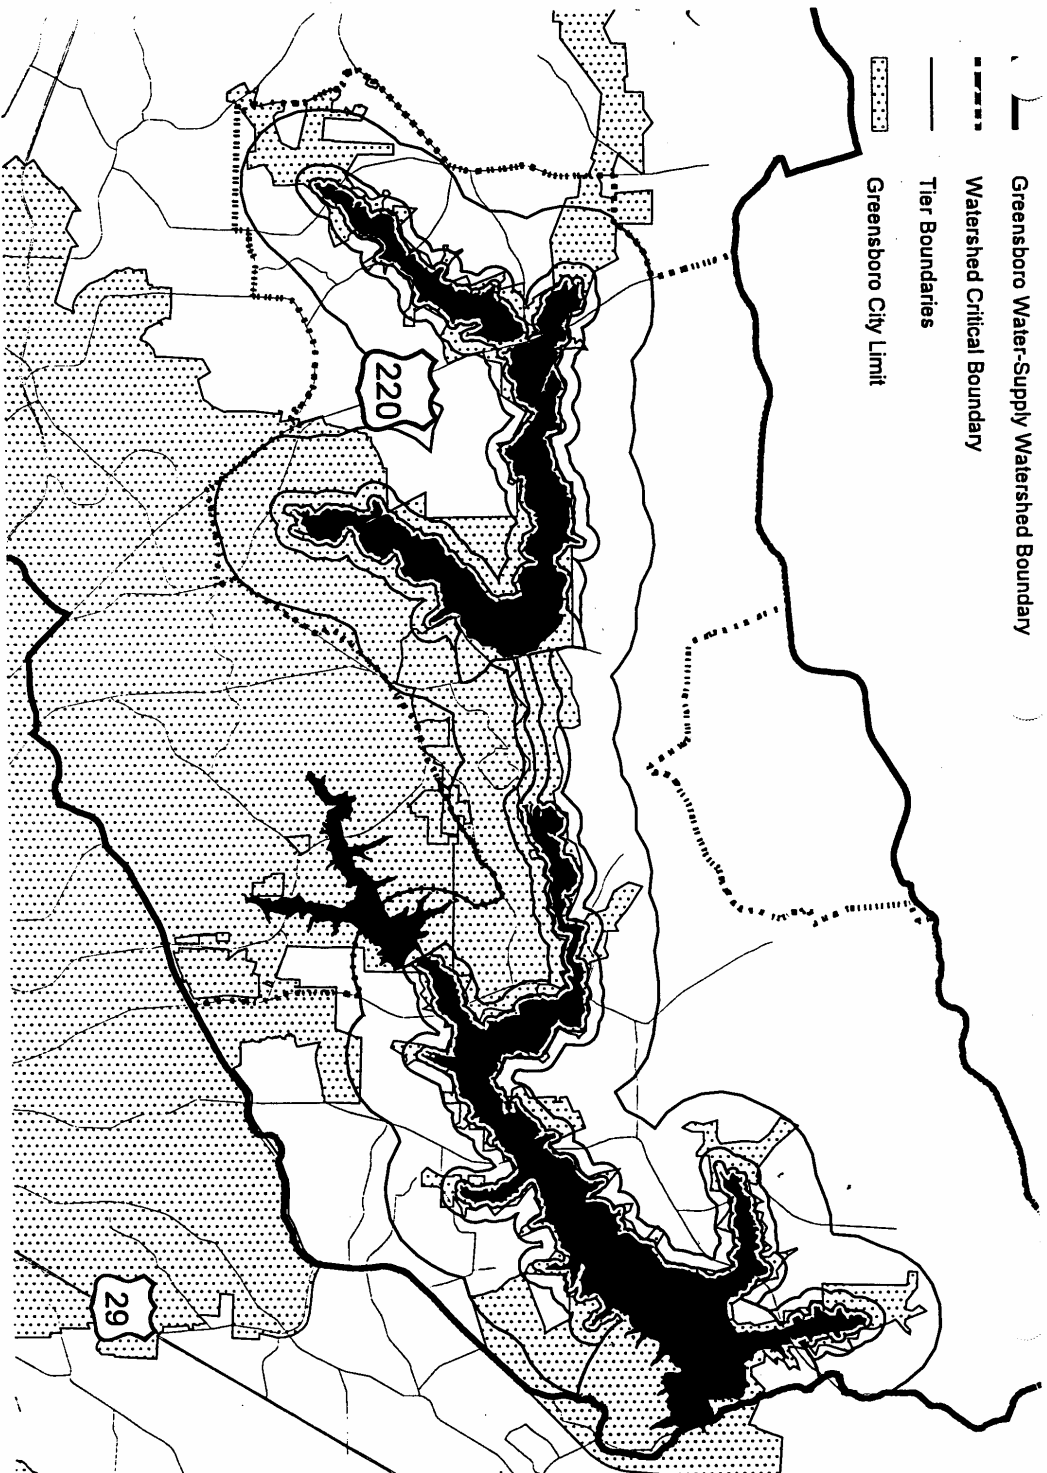 Greensboro Water-Supply Watershed Boundary
Watershed Critical Boundary
Tier Boundaries
Greensboro City Limit
220
29